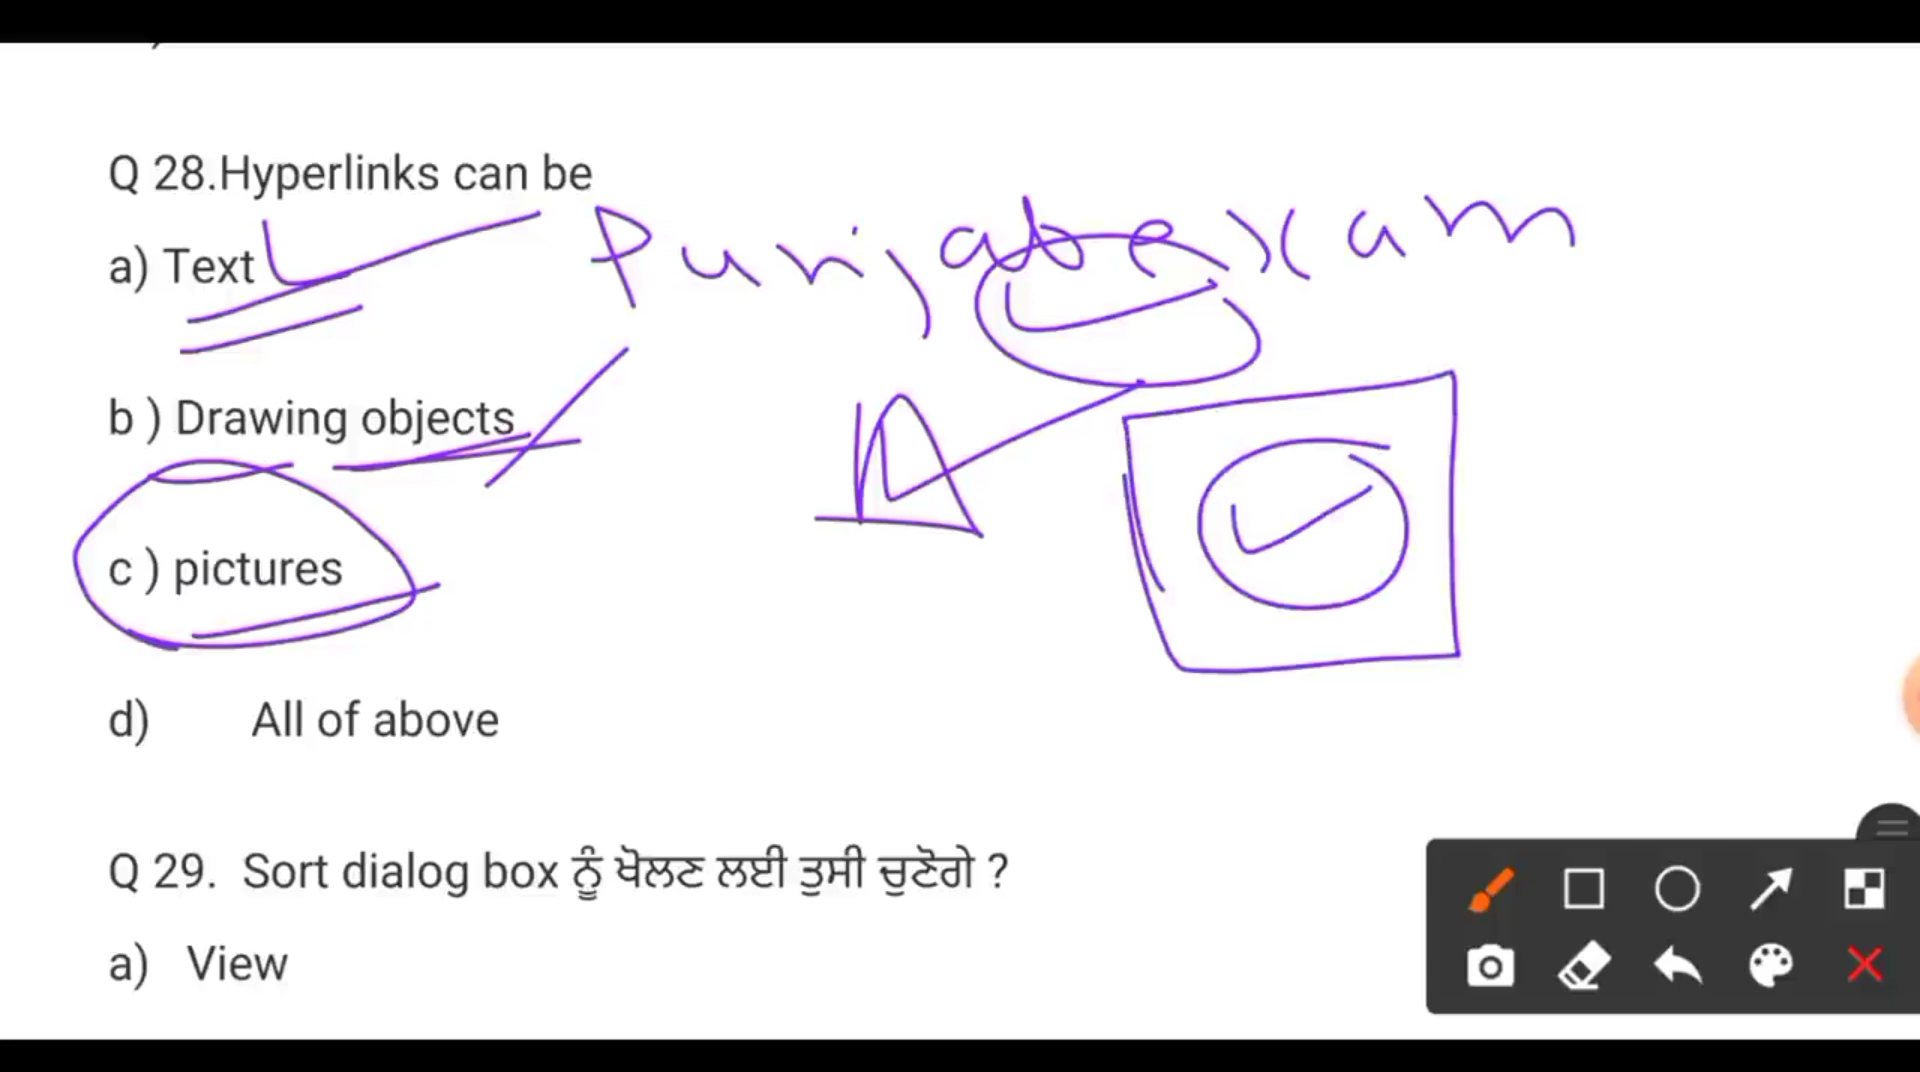 Q 28.Hyperlinks can be
Punjabexam
a) Text
b ) Drawing objects
c ) pictures
d) All of above
Q 29. Sort dialog box ਨੂੰ ਖੋਲਣ ਲਈ ਤੁਸੀ ਚੁਣੋਗੇ ?
a) View